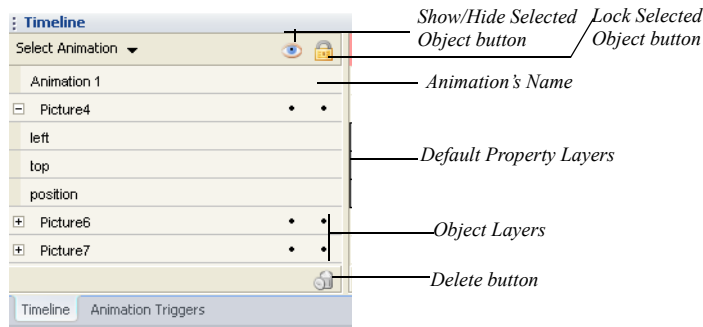 Timeline
Show/Hide Selected
Object button
Lock Selected
Object button
Select Animation
Animation 1
Animation's Name
Picture4
left
top
position
Default Property Layers
Picture6
Picture7
Object Layers
Delete button
Timeline
Animation Triggers